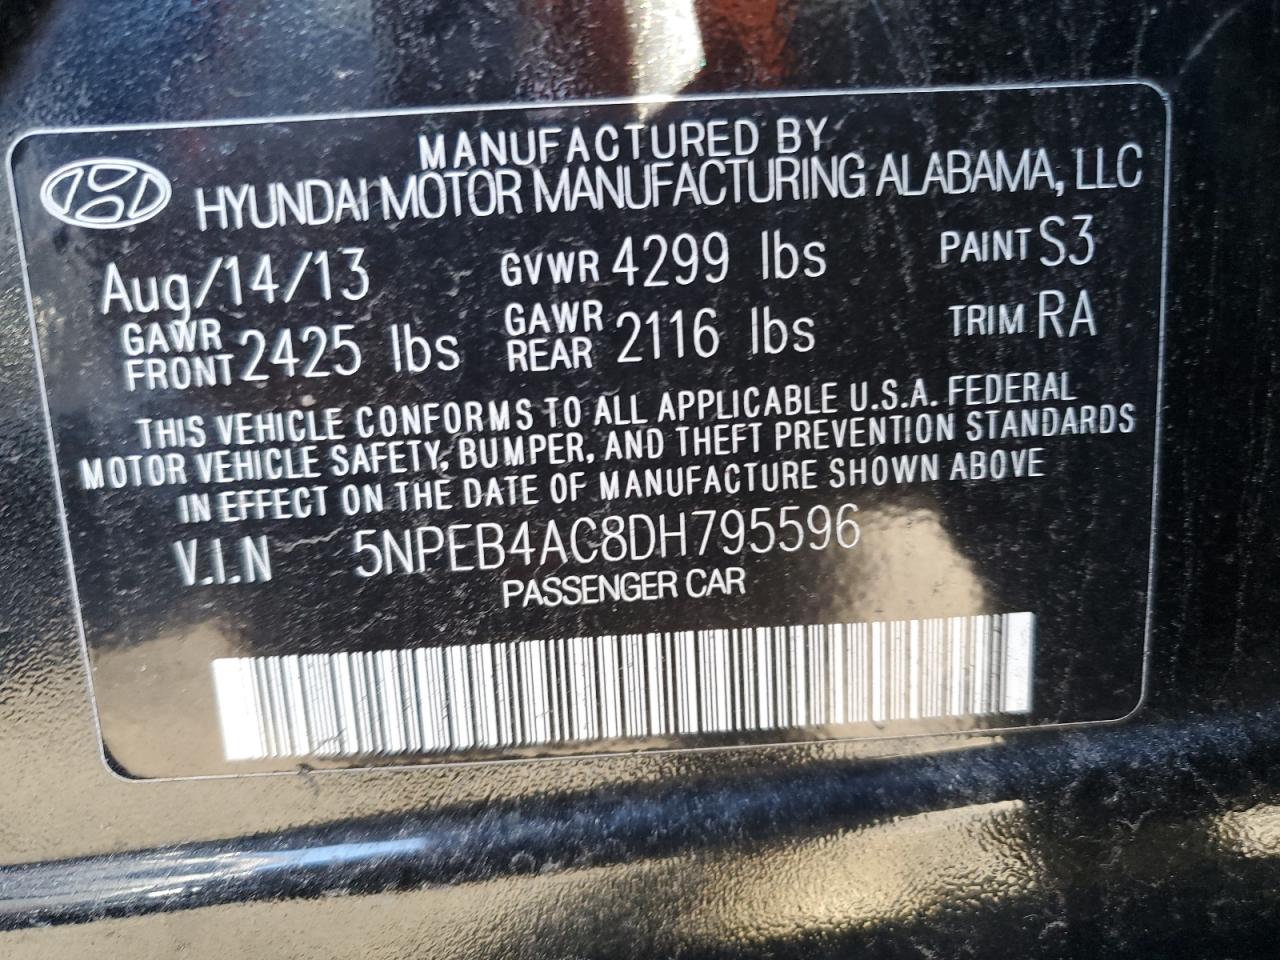 MANUFACTURED BY
HYUNDAI MOTOR MANUFACTURING ALABAMA, LLC
Aug/14/13 GVWR 4299 lbs PAINT S3
GAWR FRONT 2425 lbs GAWR REAR 2116 lbs TRIM RA
THIS VEHICLE CONFORMS TO ALL APPLICABLE U.S.A. FEDERAL
MOTOR VEHICLE SAFETY, BUMPER, AND THEFT PREVENTION STANDARDS
IN EFFECT ON THE DATE OF MANUFACTURE SHOWN ABOVE
V.I.N 5NPEB4AC8DH795596
PASSENGER CAR